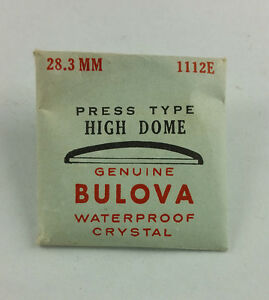 28.3 MM 1112E
PRESS TYPE
HIGH DOME
GENUINE
BULOVA
WATERPROOF
CRYSTAL